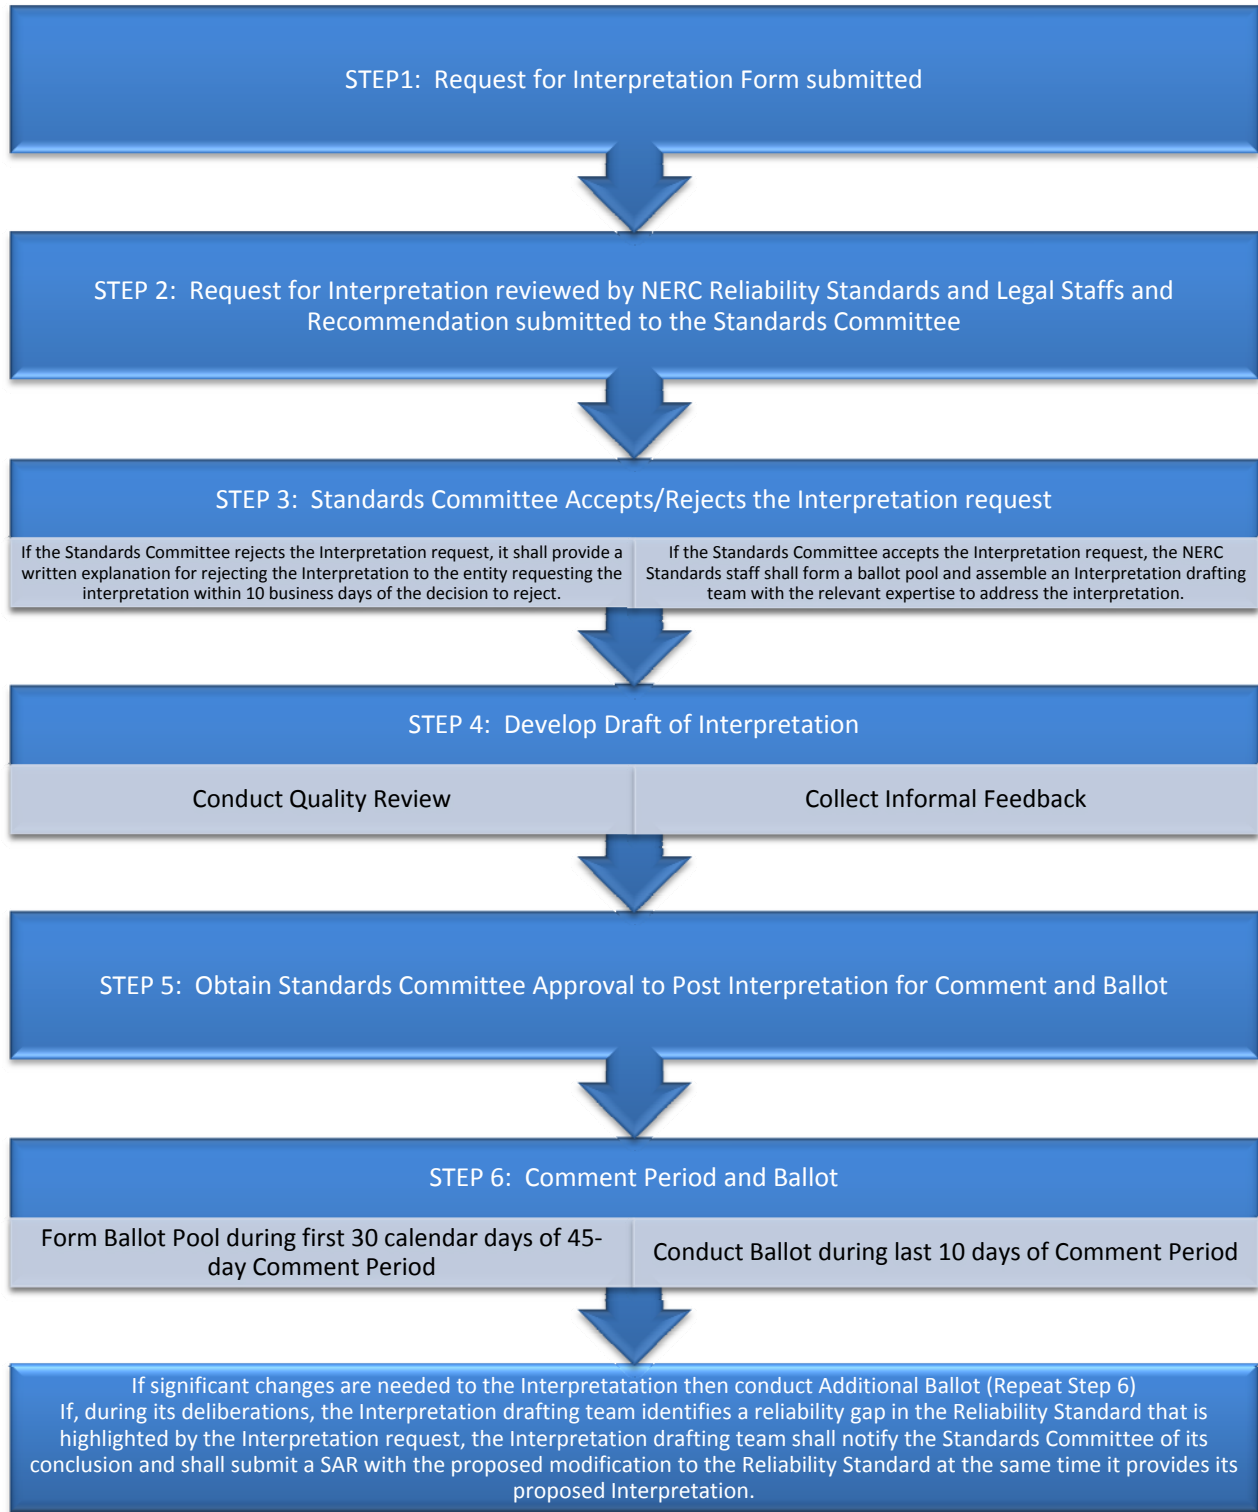 STEP1: Request for Interpretation Form submitted
STEP 2: Request for Interpretation reviewed by NERC Reliability Standards and Legal Staffs and
Recommendation submitted to the Standards Committee
STEP 3: Standards Committee Accepts/Rejects the Interpretation request
If the Standards Committee rejects the Interpretation request, it shall provide a
written explanation for rejecting the Interpretation to the entity requesting the
interpretation within 10 business days of the decision to reject.
If the Standards Committee accepts the Interpretation request, the NERC
Standards staff shall form a ballot pool and assemble an Interpretation drafting
team with the relevant expertise to address the interpretation.
STEP 4: Develop Draft of Interpretation
Conduct Quality Review
Collect Informal Feedback
STEP 5: Obtain Standards Committee Approval to Post Interpretation for Comment and Ballot
STEP 6: Comment Period and Ballot
Form Ballot Pool during first 30 calendar days of 45-
day Comment Period
Conduct Ballot during last 10 days of Comment Period
If significant changes are needed to the Interpretatation then conduct Additional Ballot (Repeat Step 6)
If, during its deliberations, the Interpretation drafting team identifies a reliability gap in the Reliability Standard that is
highlighted by the Interpretation request, the Interpretation drafting team shall notify the Standards Committee of its
conclusion and shall submit a SAR with the proposed modification to the Reliability Standard at the same time it provides its
proposed Interpretation.